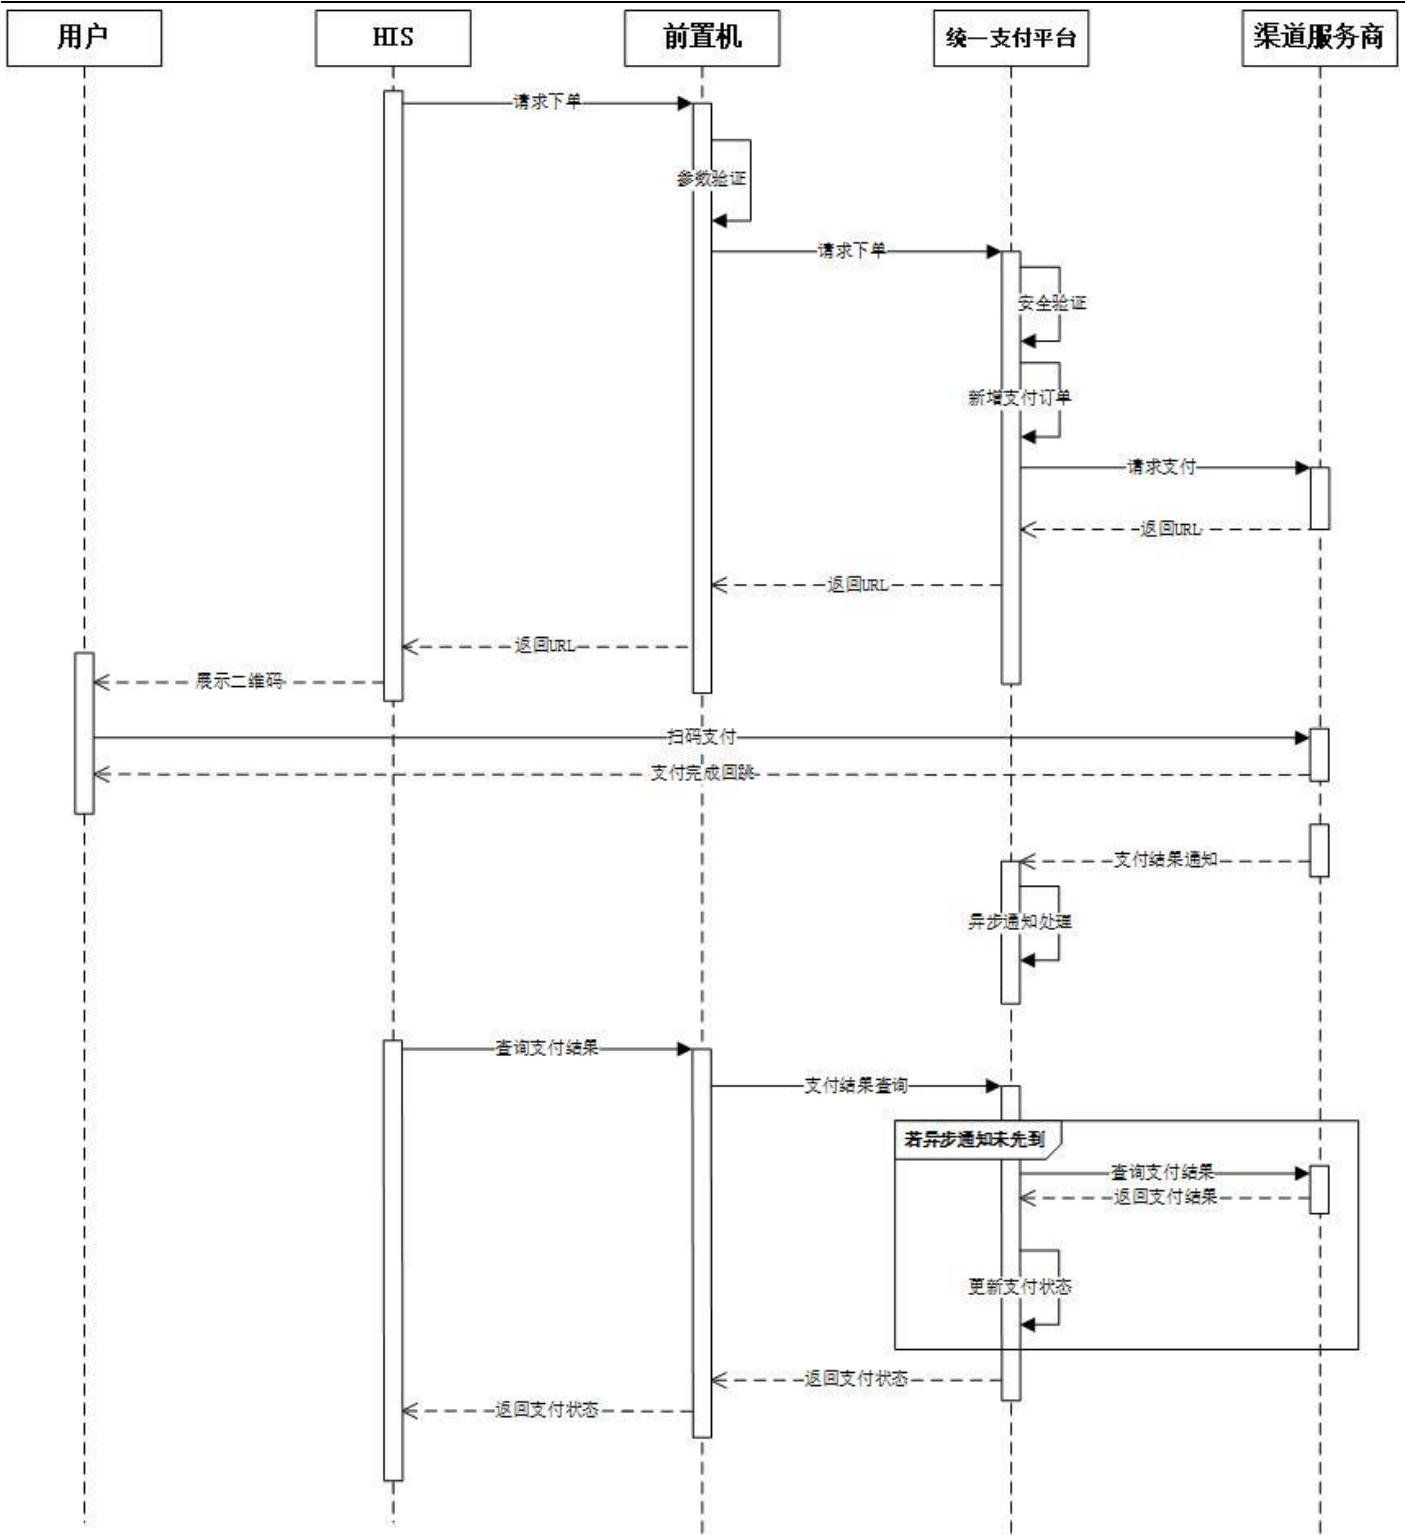 用户
HIS
前置机
统一支付平台
渠道服务商
请求下单
参数验证
请求下单
安全验证
新增支付订单
请求支付
返回URL
返回URL
返回URL
展示二维码
扫码支付
支付完成回跳
支付结果通知
异步通知处理
查询支付结果
支付结果查询
若异步通知未先到
查询支付结果
返回支付结果
更新支付状态
返回支付状态
返回支付状态